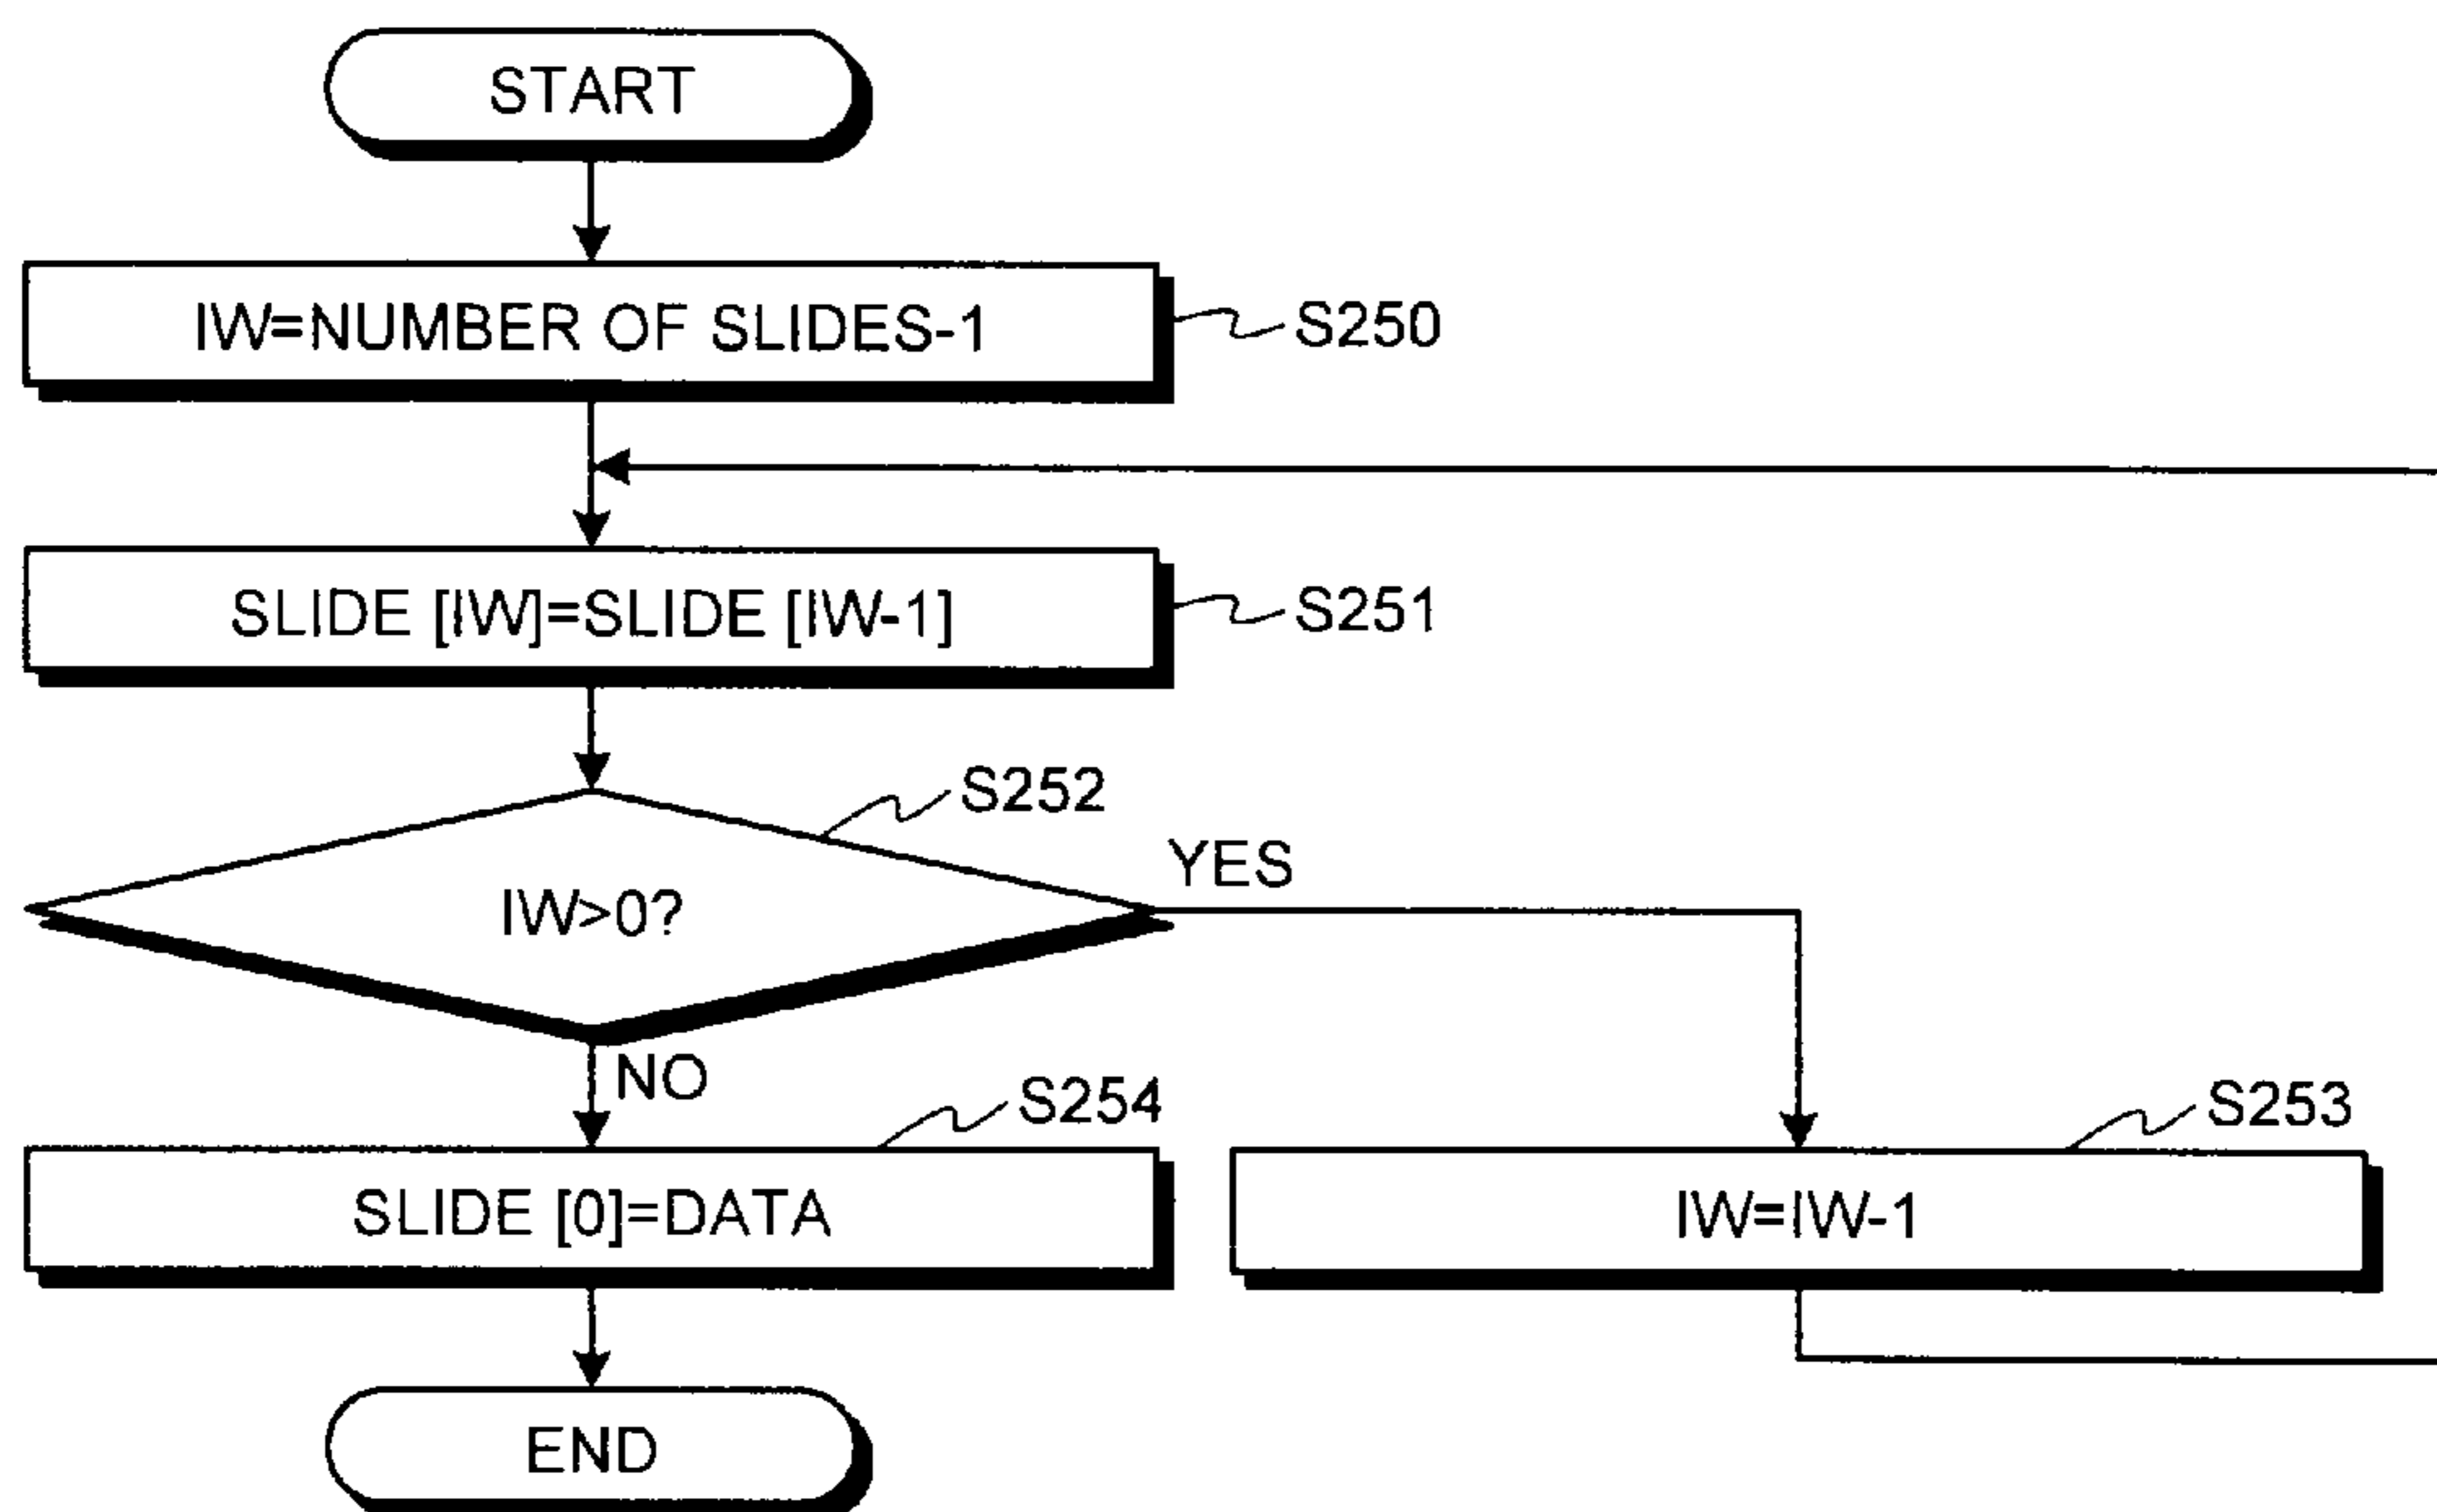 START
IW=NUMBER OF SLIDES-1
S250
SLIDE [IW]=SLIDE [IW-1]
S251
S252
IW>0?
YES
NO
S254
S253
SLIDE [0]=DATA
IW=IW-1
END